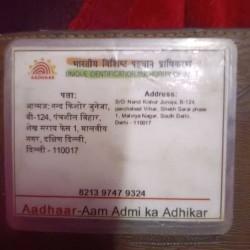 भारतीय विशिष्ट पहचान प्राधिकरण
UNIQUE IDENTIFICATION AUTHORITY OF
AADHAAR
पता:
आत्मज: नन्द किशोर जुनेजा,
बी-124, पंचशील विहार,
शेख सराय फेस 1, मालवीय
नगर, दक्षिण दिल्ली,
दिल्ली - 110017
Address:
S/O: Nand Kishor Juneja, B-124,
panchsheel Vihar, Sheikh Sarai phase
1, Malviya Nagar, South Delhi,
Delhi - 110017
8213 9747 9324
Aadhaar-Aam Admi ka Adhikar